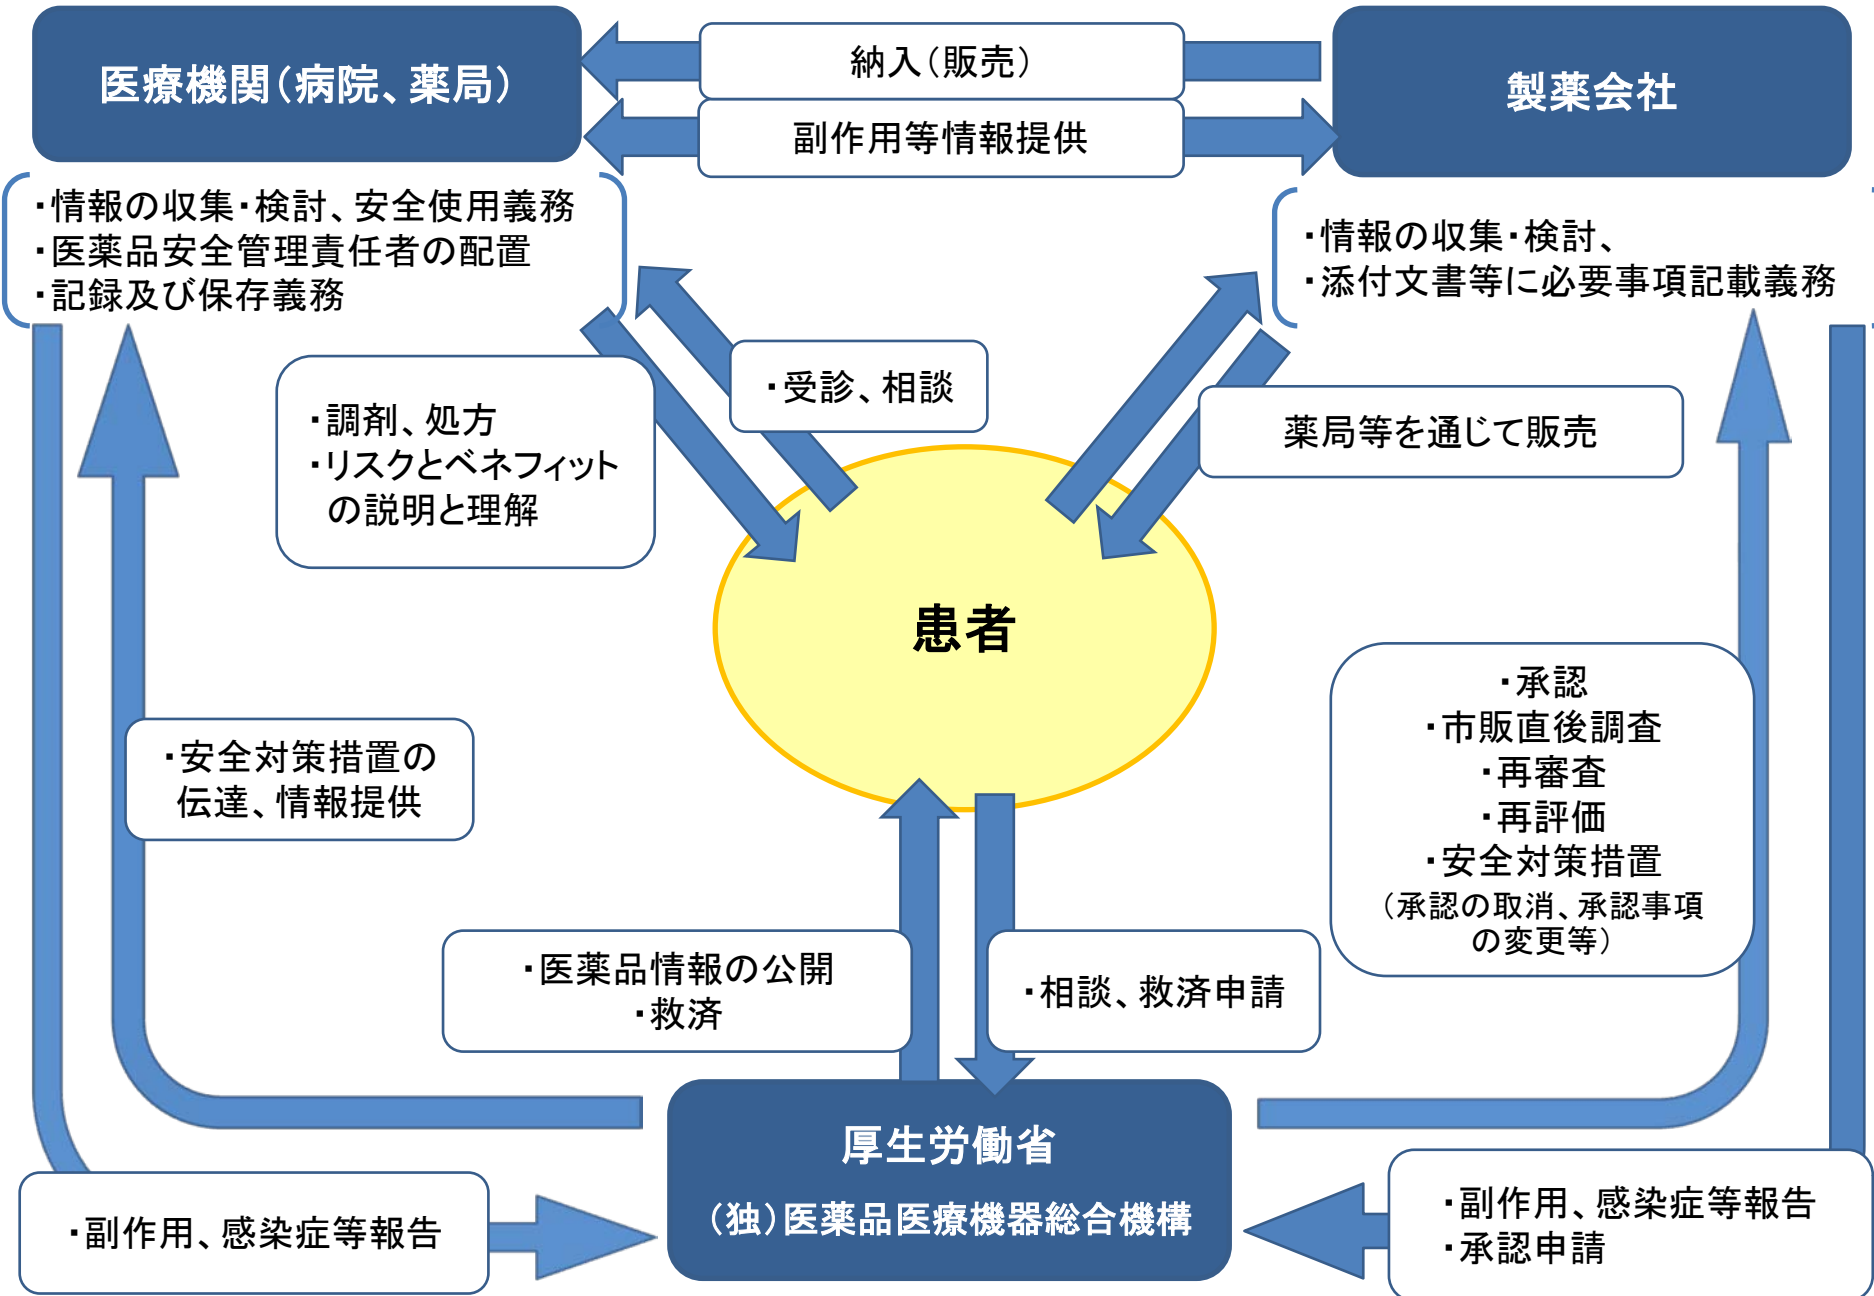 医療機関（病院、薬局）
納入（販売）
製薬会社
副作用等情報提供
・情報の収集・検討、安全使用義務
・医薬品安全管理責任者の配置
・記録及び保存義務
・情報の収集・検討、
・添付文書等に必要事項記載義務
・調剤、処方
・リスクとベネフィット
の説明と理解
・受診、相談
薬局等を通じて販売
患者
・安全対策措置の
伝達、情報提供
・承認
・市販直後調査
・再審査
・再評価
・安全対策措置
（承認の取消、承認事項
の変更等）
・医薬品情報の公開
・救済
・相談、救済申請
厚生労働省
（独）医薬品医療機器総合機構
・副作用、感染症等報告
・副作用、感染症等報告
・承認申請